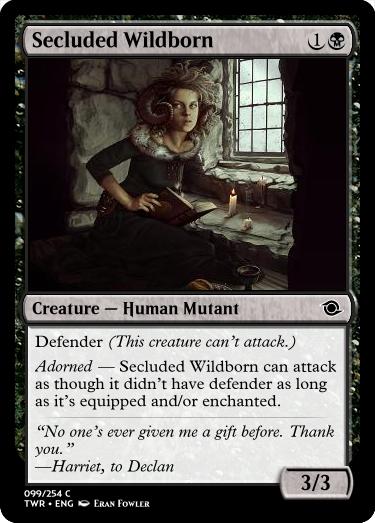 Secluded Wildborn 1
Creature — Human Mutant
Defender (This creature can't attack.)
Adorned — Secluded Wildborn can attack
as though it didn't have defender as long
as it's equipped and/or enchanted.
"No one's ever given me a gift before. Thank
you."
—Harriet, to Declan
3/3
099/254 C
TWR • ENG Eran Fowler